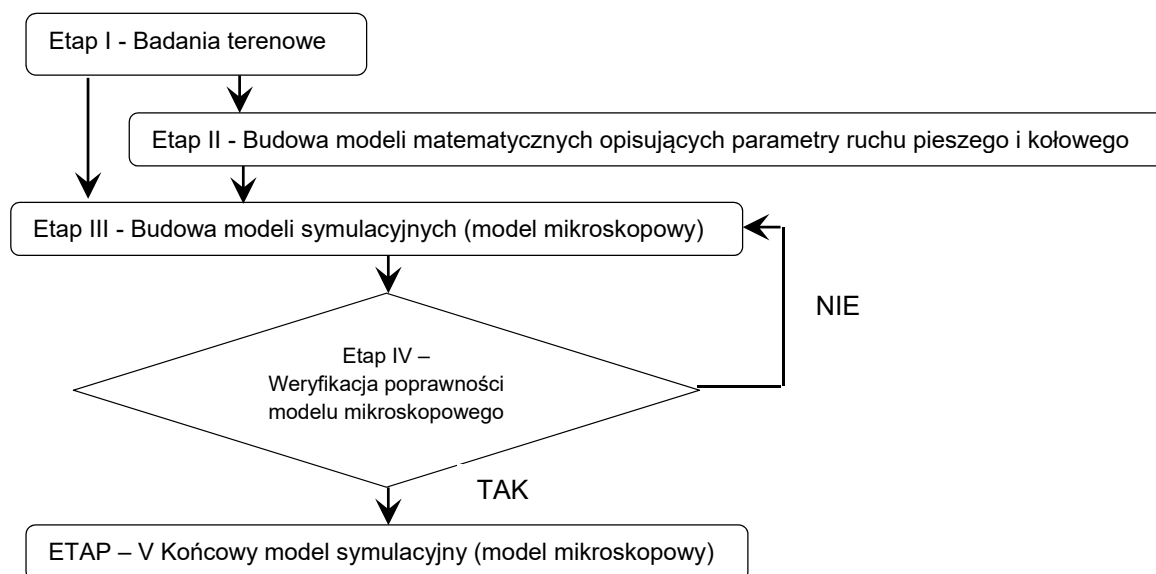 Etap I - Badania terenowe
Etap II - Budowa modeli matematycznych opisujących parametry ruchu pieszego i kołowego
Etap III - Budowa modeli symulacyjnych (model mikroskopowy)
NIE
Etap IV –
Weryfikacja poprawności
modelu mikroskopowego
TAK
ETAP – V Końcowy model symulacyjny (model mikroskopowy)